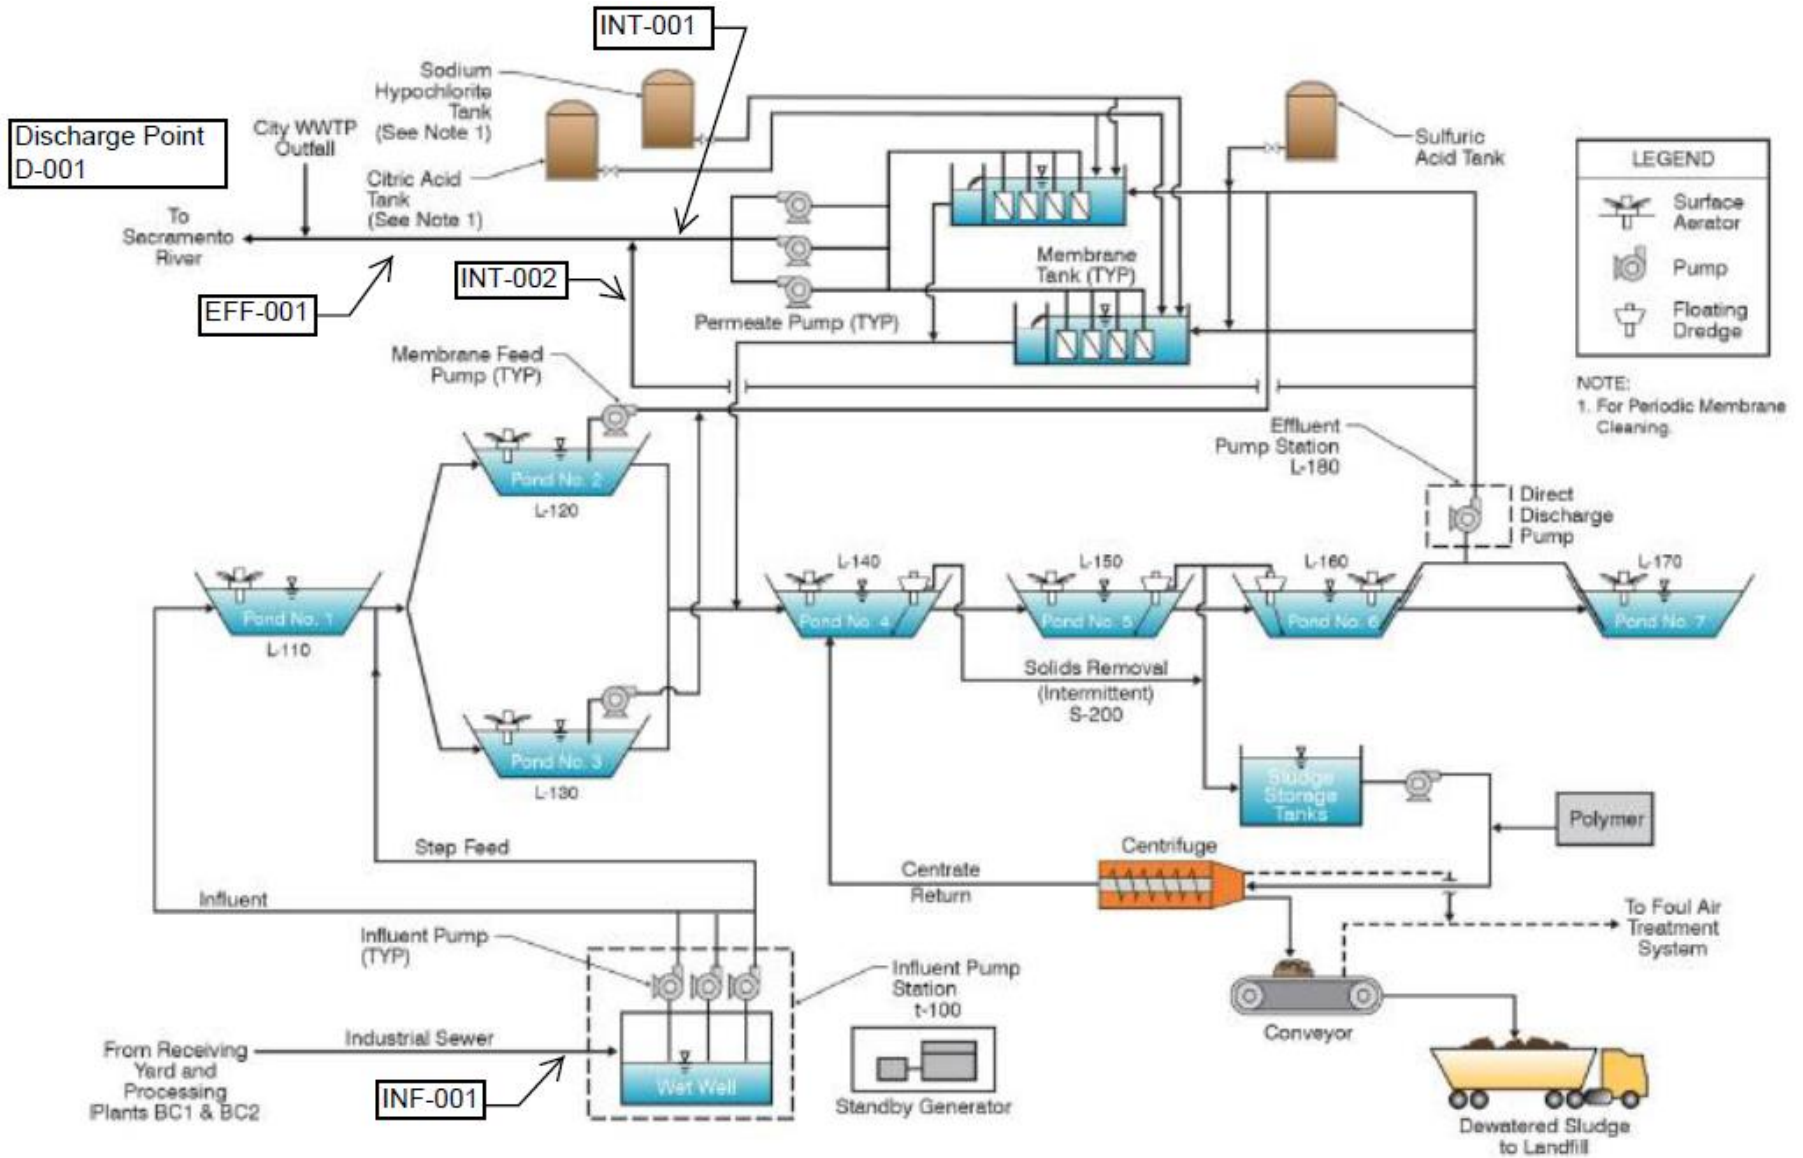 INT-001
Sodium
Hypochlorite
Tank
(See Note 1)
Discharge Point
D-001
City WWTP
Outfall
Citric Acid
Tank
(See Note 1)
To
Sacramento
River
EFF-001
INT-002
Sulfuric
Acid Tank
LEGEND
Surface
Aerator
Pump
Floating
Dredge
NOTE:
1. For Periodic Membrane
Cleaning.
Membrane
Tank (TYP)
Permeate Pump (TYP)
Membrane Feed
Pump (TYP)
Effluent
Pump Station
L-180
Direct
Discharge
Pump
Pond No. 2
L-120
Pond No. 1
L-110
Pond No. 3
L-130
L-140
Pond No. 4
L-150
Pond No. 5
L-160
Pond No. 6
L-170
Pond No. 7
Solids Removal
(Intermittent)
S-200
Sludge
Storage
Tanks
Polymer
Centrifuge
Centrate
Return
Step Feed
Influent
To Foul Air
Treatment
System
Influent Pump
(TYP)
Influent Pump
Station
t-100
Conveyor
Industrial Sewer
From Receiving
Yard and
Processing
Plants BC1 & BC2
INF-001
Wet Well
Standby Generator
Dewatered Sludge
to Landfill